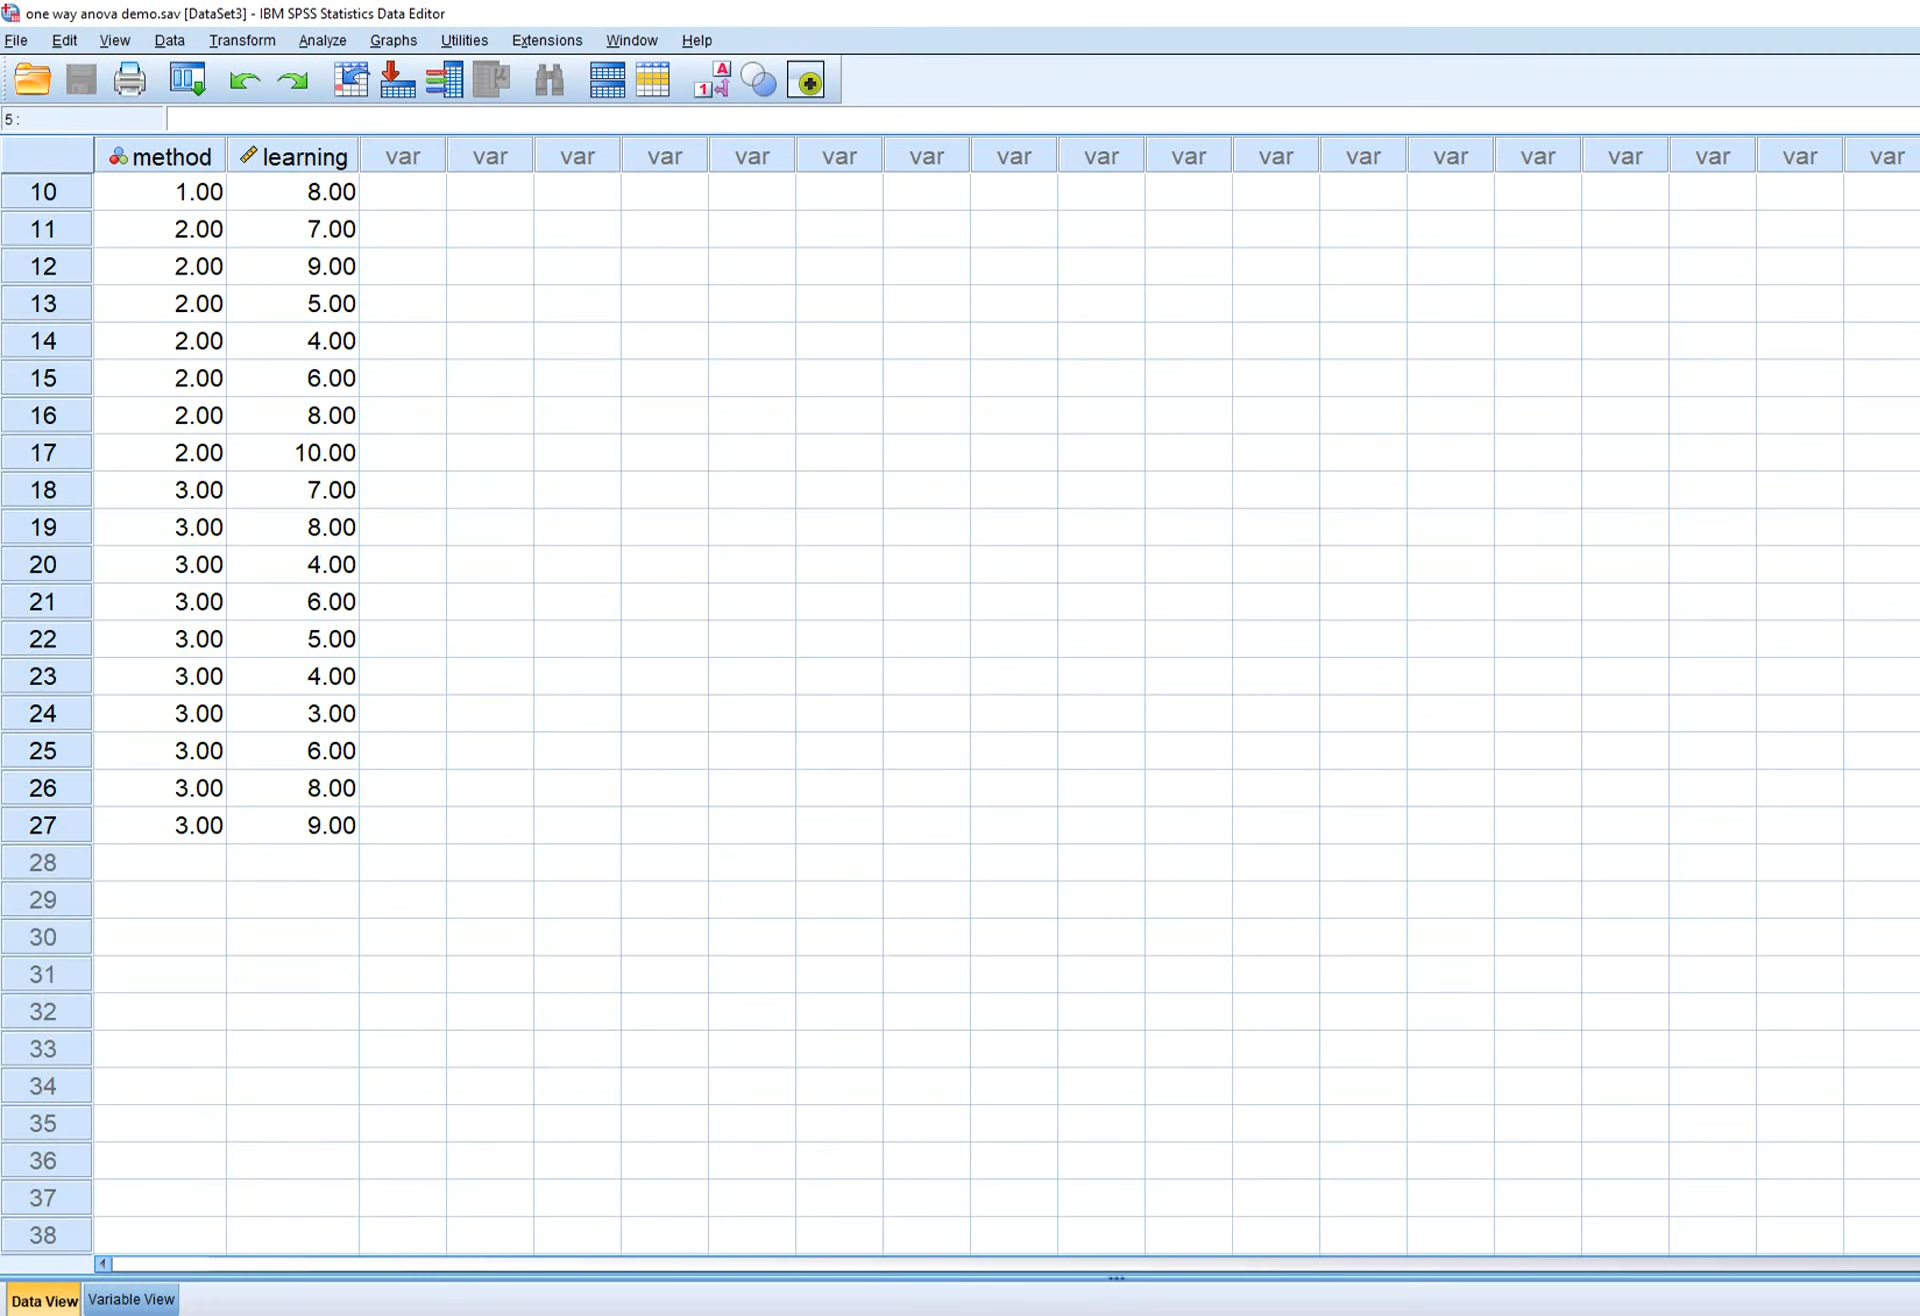 one way anova demo.sav [DataSet3] - IBM SPSS Statistics Data Editor
File Edit View Data Transform Analyze Graphs Utilities Extensions Window Help
A
1
5 :
method learning var var var var var var var var var var var var var var var var var var
10 1.00 8.00
11 2.00 7.00
12 2.00 9.00
13 2.00 5.00
14 2.00 4.00
15 2.00 6.00
16 2.00 8.00
17 2.00 10.00
18 3.00 7.00
19 3.00 8.00
20 3.00 4.00
21 3.00 6.00
22 3.00 5.00
23 3.00 4.00
24 3.00 3.00
25 3.00 6.00
26 3.00 8.00
27 3.00 9.00
28
29
30
31
32
33
34
35
36
37
38
Data View Variable View